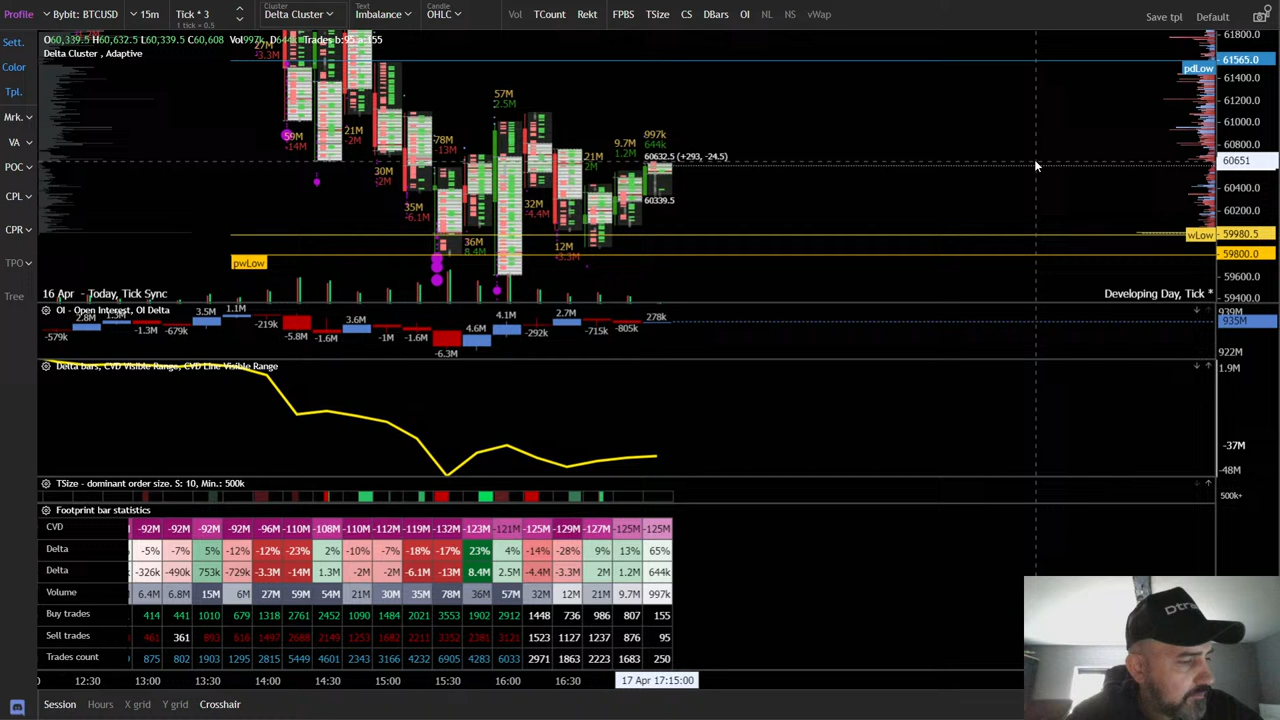 Profile Bybit: BTCUSD 15m Tick * 3 1 tick = 0.5 Cluster Delta Cluster Text Imbalance Candle OHLC Vol TCount Rekt FPBS TSize CS DBars OI NL NS vWap Save tpl Default
O60,339.5 H60,632.5 L60,339.5 C60,608 Vol997k D644k Trades
Delta Cluster, Adaptive
Color
Tpl
POC
Tree
27M
-3.3M
59M
-14M
21M
-2M
30M
-2M
78M
-13M
35M
-6.1M
36M
8.4M
57M
2.5M
32M
-4.4M
12M
-3.3M
21M
2M
9.7M
1.2M
997k
644k
60632.5 (+293, -24.5)
60339.5
pdLow
wLow
pwLow
61800.0
61565.0
61400.0
61200.0
61000.0
60800.0
60651
60400.0
60200.0
59980.5
59800.0
59600.0
59400.0
16 Apr - Today, Tick Sync
Developing Day, Tick *
OI - Open Interest, OI Delta
-579k 2.8M 1.3M -1.3M -679k 3.5M 1.1M -219k -5.8M -1.6M 3.6M -1M -1.6M -6.3M 4.6M 4.1M -292k 2.7M -715k -805k 278k
939M
935M
922M
Delta bars, CVD Visible Range, CVD Line Visible Range
1.9M
-37M
-48M
TSize - dominant order size. S: 10, Min.: 500k
500k+
Footprint bar statistics
CVD -92M -92M -92M -92M -96M -110M -108M -110M -112M -119M -132M -123M -121M -125M -129M -127M -125M -125M
Delta -5% -7% 5% -12% -12% -23% 2% -10% -7% -18% -17% 23% 4% -14% -28% 9% 13% 65%
Delta -326k -490k 753k -729k -3.3M -14M 1.3M -2M -2M -6.1M -13M 8.4M 2.5M -4.4M -3.3M 2M 1.2M 644k
Volume 6.4M 6.8M 15M 6M 27M 59M 54M 21M 30M 35M 78M 36M 57M 32M 12M 21M 9.7M 997k
Buy trades 414 441 1010 679 1318 2761 2452 1090 1484 2021 3553 1902 2912 1448 736 986 807 155
Sell trades 461 361 893 616 1497 2688 2149 1253 1682 2211 3352 2381 3121 1523 1127 1237 876 95
Trades count 875 802 1903 1295 2815 5449 4601 2343 3166 4232 6905 4283 6033 2971 1863 2223 1683 250
12:30 13:00 13:30 14:00 14:30 15:00 15:30 16:00 16:30 17 Apr 17:15:00
Session Hours X grid Y grid Crosshair